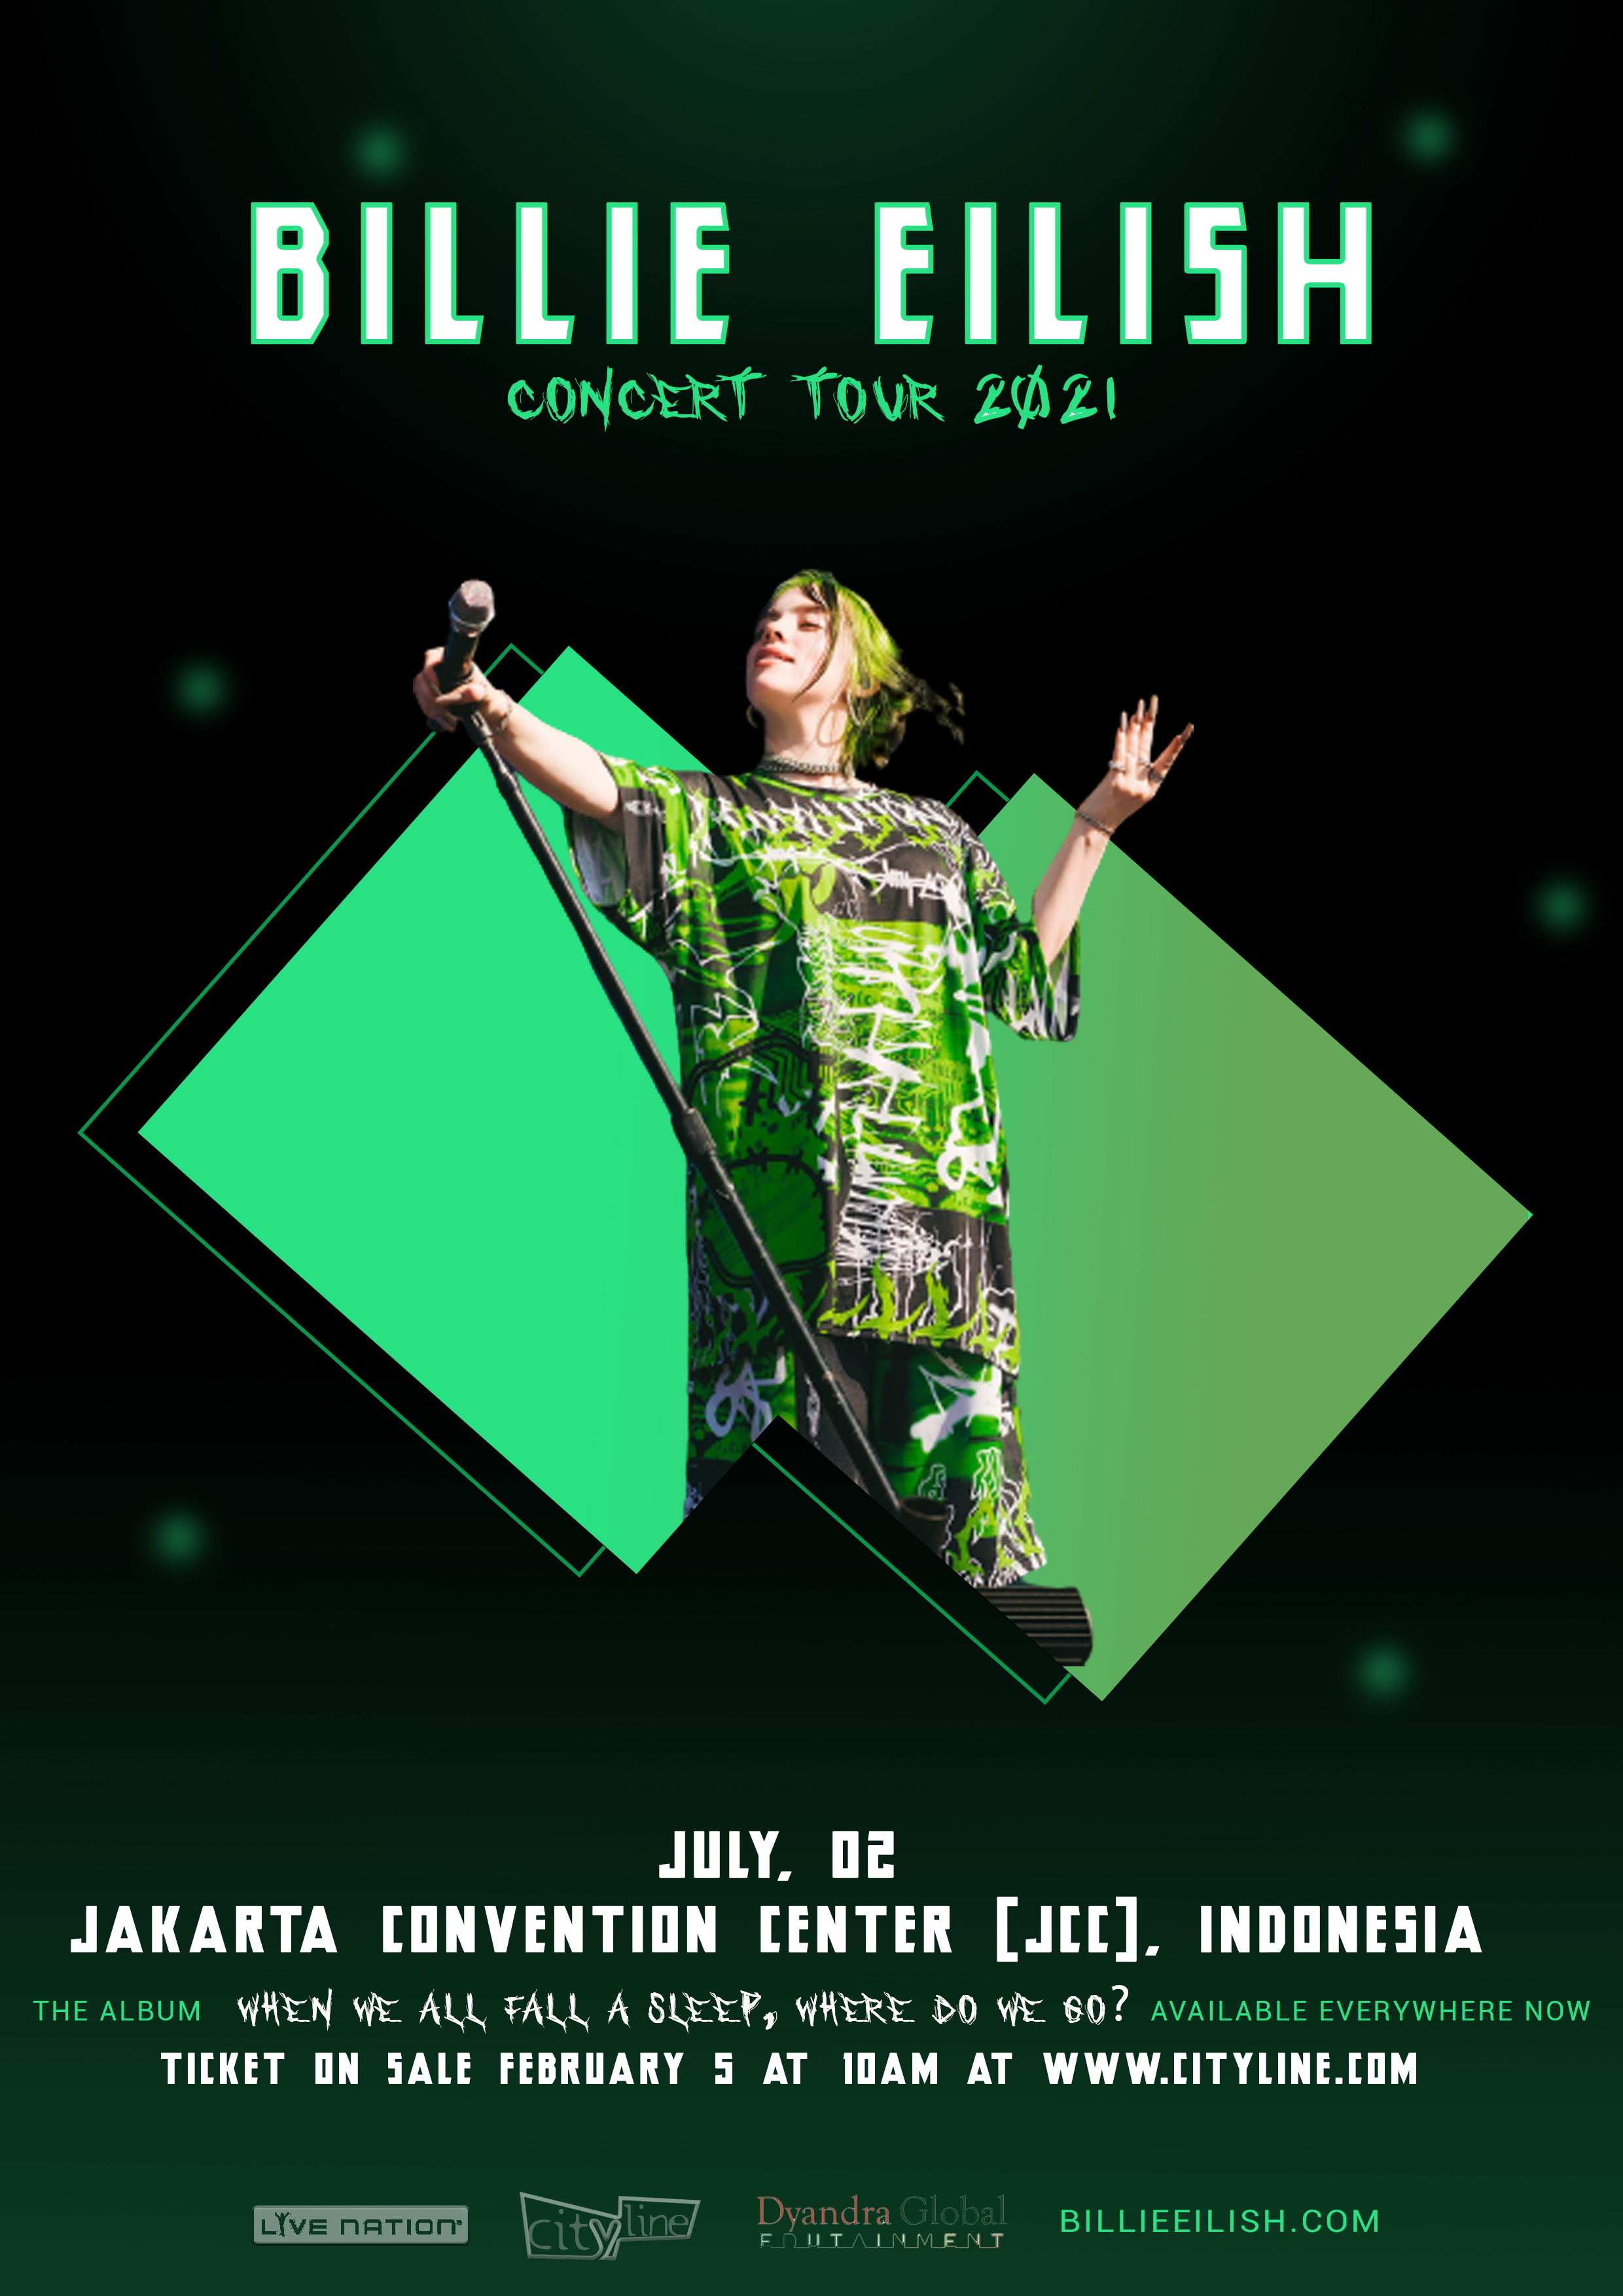 BILLIE EILISH
CONCERT TOUR 2021
JULY, 02
JAKARTA CONVENTION CENTER [JCC], INDONESIA
THE ALBUM WHEN WE ALL FALL A SLEEP, WHERE DO WE GO? AVAILABLE EVERYWHERE NOW
TICKET ON SALE FEBRUARY 5 AT 10AM AT WWW.CITYLINE.COM
LIVE NATION cityline Dyandra Global BILLIEEILISH.COM
EDUTAINMENT